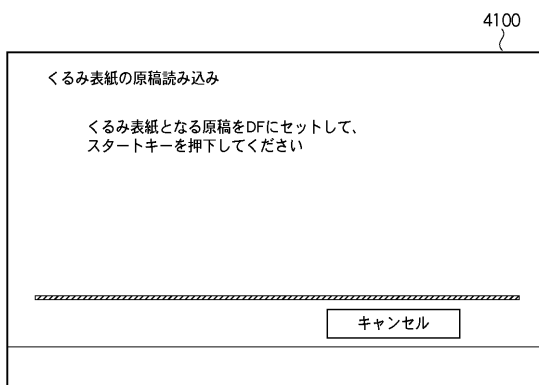 4100
くるみ表紙の原稿読み込み
くるみ表紙となる原稿をDFにセットして、
スタートキーを押下してください
キャンセル